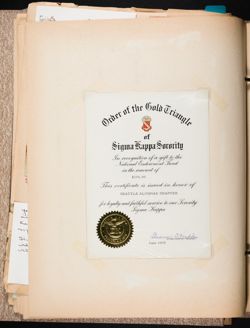 Order of the Gold Triangle
of
Sigma Kappa Sorority
In recognition of a gift to the
National Endowment Fund
in the amount of
This certificate is issued in honor of
SEATTLE ALUMNAE CHAPTER
for loyalty and faithful service to our Sorority
Sigma Kappa